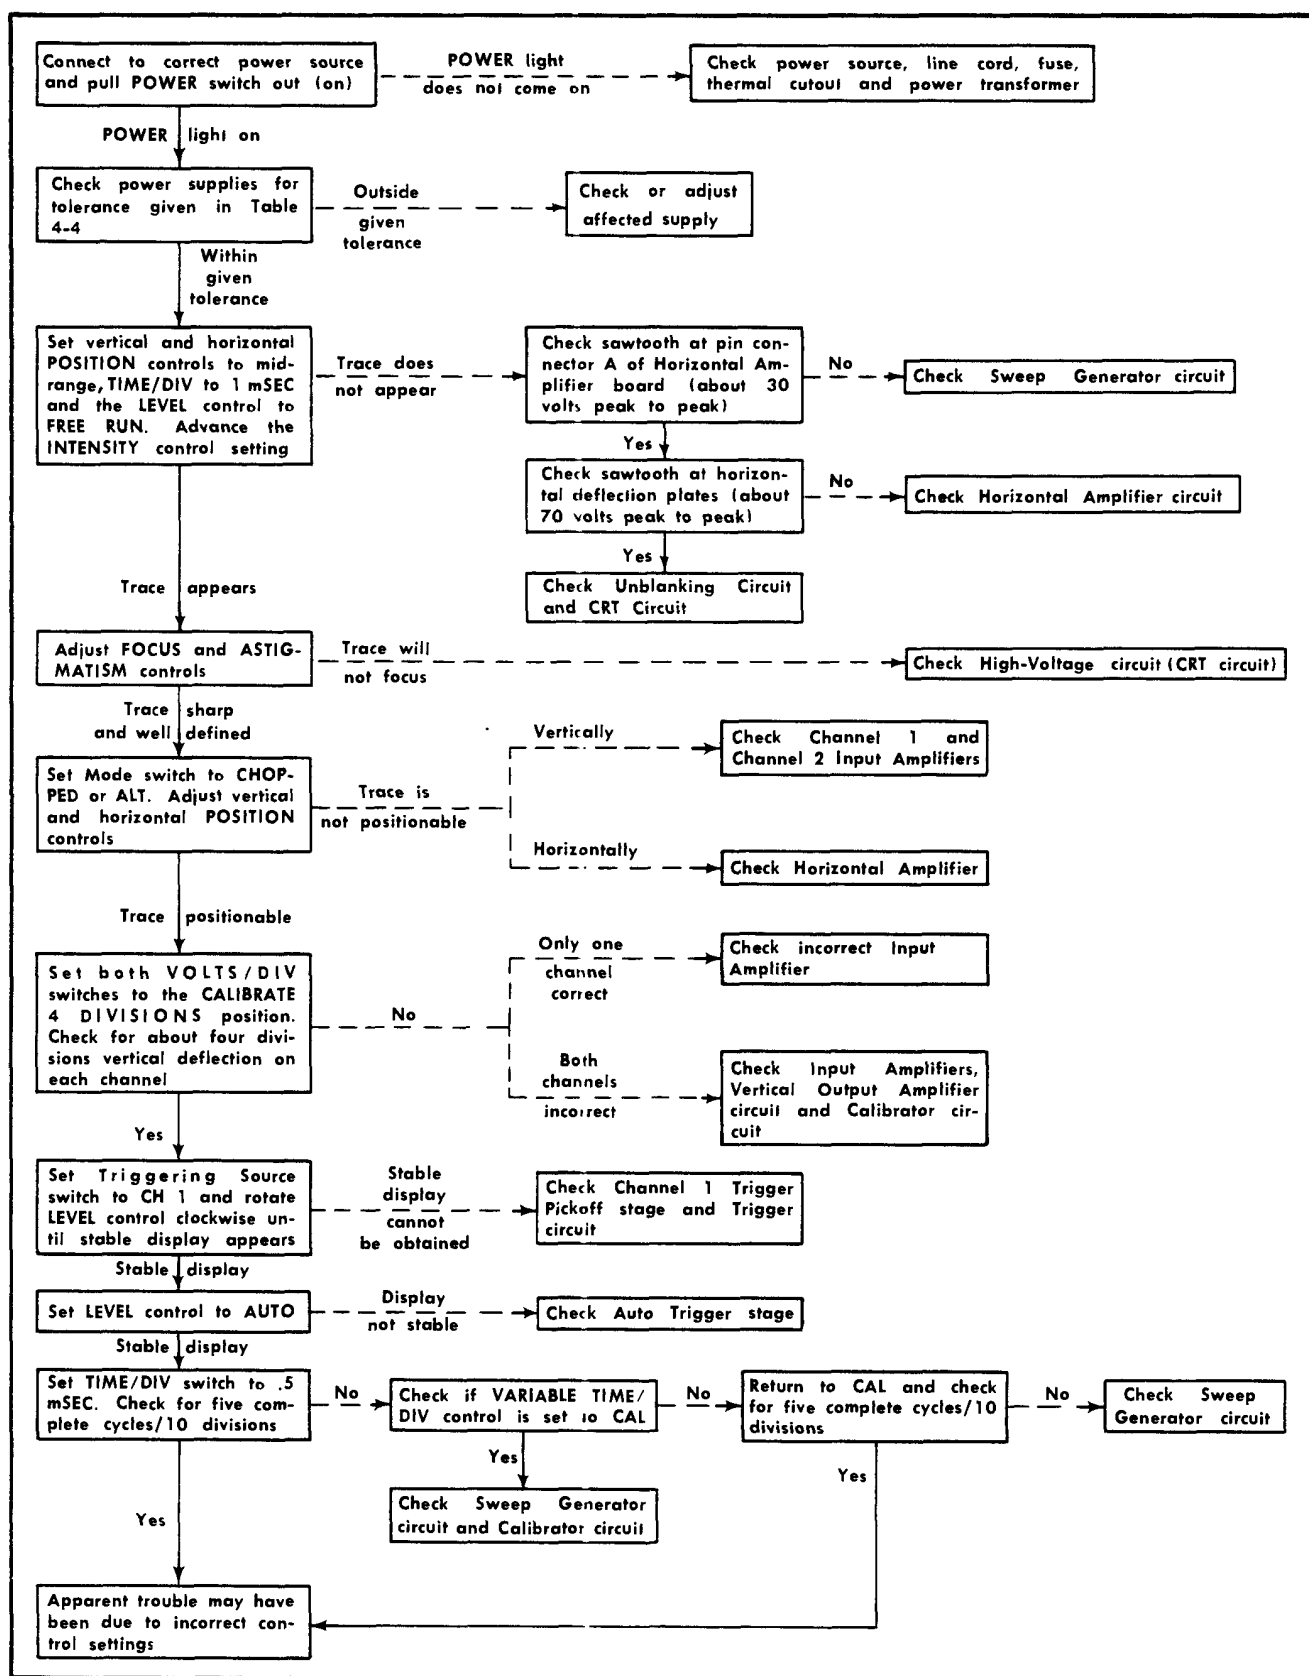 Connect to correct power source
and pull POWER switch out (on)
POWER light
does not come on
Check power source, line cord, fuse,
thermal cutout and power transformer
POWER light on
Check power supplies for
tolerance given in Table
4-4
Outside
given
tolerance
Check or adjust
affected supply
Within
given
tolerance
Set vertical and horizontal
POSITION controls to mid-
range, TIME/DIV to 1 mSEC
and the LEVEL control to
FREE RUN. Advance the
INTENSITY control setting
Trace does
not appear
Check sawtooth at pin con-
nector A of Horizontal Am-
plifier board (about 30
volts peak to peak)
No
Check Sweep Generator circuit
Yes
Check sawtooth at horizon-
tal deflection plates (about
70 volts peak to peak)
No
Check Horizontal Amplifier circuit
Yes
Check Unblanking Circuit
and CRT Circuit
Trace appears
Adjust FOCUS and ASTIG-
MATISM controls
Trace will
not focus
Check High-Voltage circuit (CRT circuit)
Trace sharp
and well defined
Set Mode switch to CHOP-
PED or ALT. Adjust vertical
and horizontal POSITION
controls
Trace is
not positionable
Vertically
Check Channel 1 and
Channel 2 Input Amplifiers
Horizontally
Check Horizontal Amplifier
Trace positionable
Set both VOLTS/DIV
switches to the CALIBRATE
4 DIVISIONS position.
Check for about four divi-
sions vertical deflection on
each channel
No
Only one
channel
correct
Check incorrect Input
Amplifier
Both
channels
incorrect
Check Input Amplifiers,
Vertical Output Amplifier
circuit and Calibrator cir-
cuit
Yes
Set Triggering Source
switch to CH 1 and rotate
LEVEL control clockwise un-
til stable display appears
Stable
display
cannot
be obtained
Check Channel 1 Trigger
Pickoff stage and Trigger
circuit
Stable display
Set LEVEL control to AUTO
Display
not stable
Check Auto Trigger stage
Stable display
Set TIME/DIV switch to .5
mSEC. Check for five com-
plete cycles/10 divisions
No
Check if VARIABLE TIME/
DIV control is set to CAL
No
Return to CAL and check
for five complete cycles/10
divisions
No
Check Sweep
Generator circuit
Yes
Check Sweep Generator
circuit and Calibrator circuit
Yes
Yes
Apparent trouble may have
been due to incorrect con-
trol settings